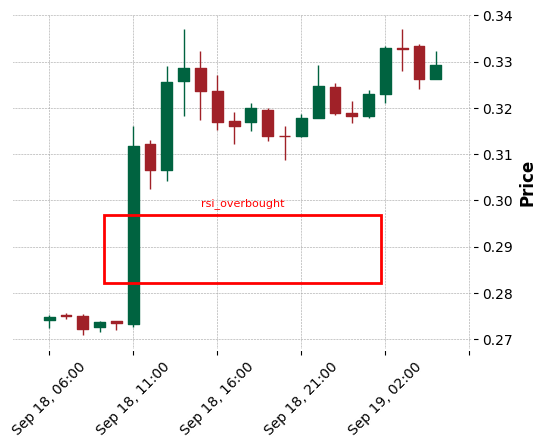 0.34
0.33
0.32
0.31
0.30
0.29
0.28
0.27
Price
rsi_overbought
Sep 18, 06:00
Sep 18, 11:00
Sep 18, 16:00
Sep 18, 21:00
Sep 19, 02:00